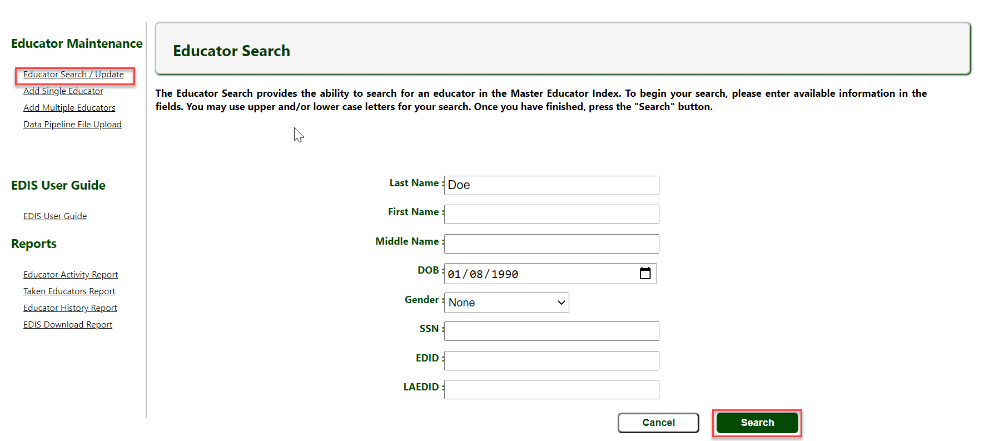 Educator Maintenance
Educator Search / Update
Add Single Educator
Add Multiple Educators
Data Pipeline File Upload
EDIS User Guide
EDIS User Guide
Reports
Educator Activity Report
Taken Educators Report
Educator History Report
EDIS Download Report
Educator Search
The Educator Search provides the ability to search for an educator in the Master Educator Index. To begin your search, please enter available information in the
fields. You may use upper and/or lower case letters for your search. Once you have finished, press the "Search" button.
Last Name : Doe
First Name :
Middle Name :
DOB : 01/08/1990
Gender : None
SSN :
EDID :
LAEDID :
Cancel Search